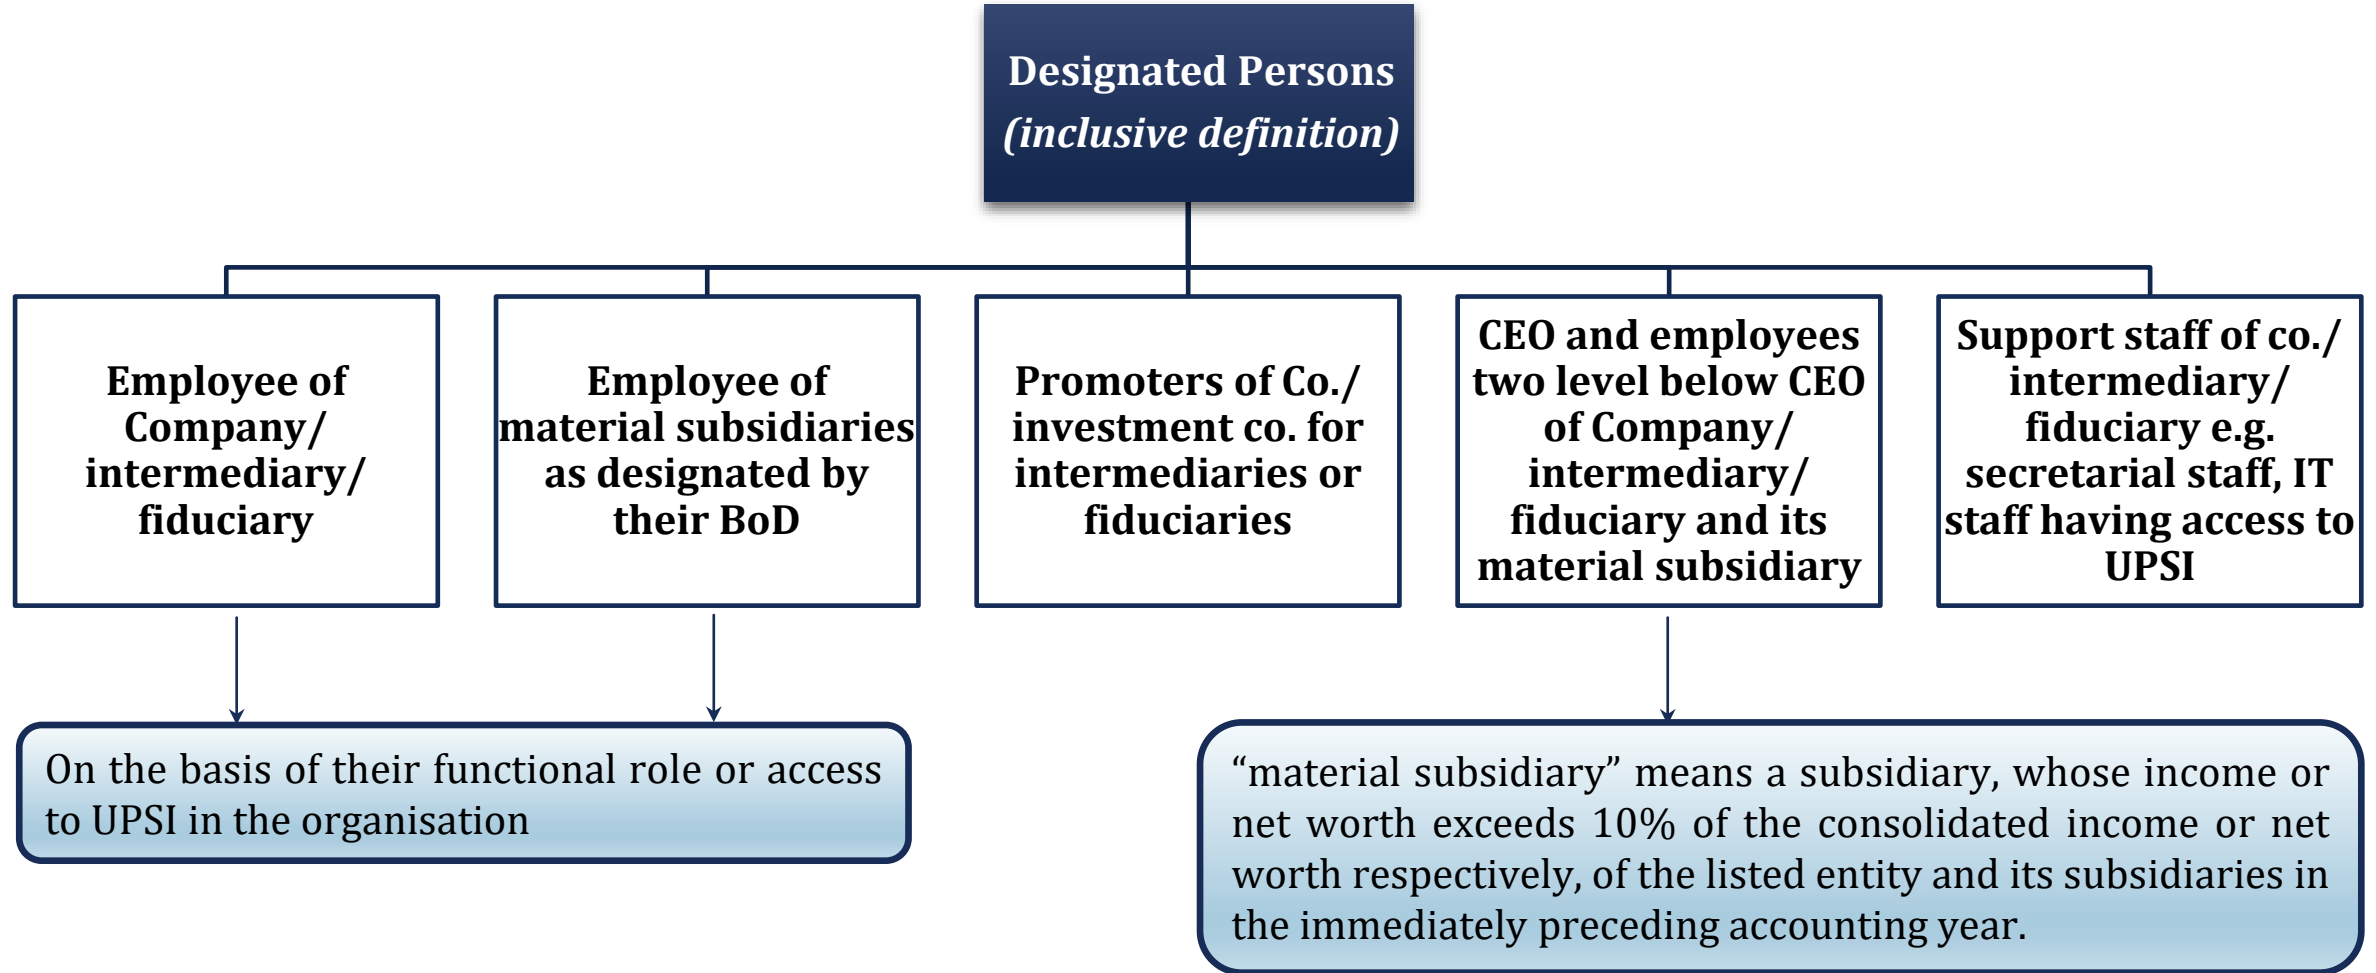 Designated Persons
(inclusive definition)
Employee of
Company/
intermediary/
fiduciary
Employee of
material subsidiaries
as designated by
their BoD
Promoters of Co./
investment co. for
intermediaries or
fiduciaries
CEO and employees
two level below CEO
of Company/
intermediary/
fiduciary and its
material subsidiary
Support staff of co./
intermediary/
fiduciary e.g.
secretarial staff, IT
staff having access to
UPSI
On the basis of their functional role or access
to UPSI in the organisation
“material subsidiary” means a subsidiary, whose income or
net worth exceeds 10% of the consolidated income or net
worth respectively, of the listed entity and its subsidiaries in
the immediately preceding accounting year.